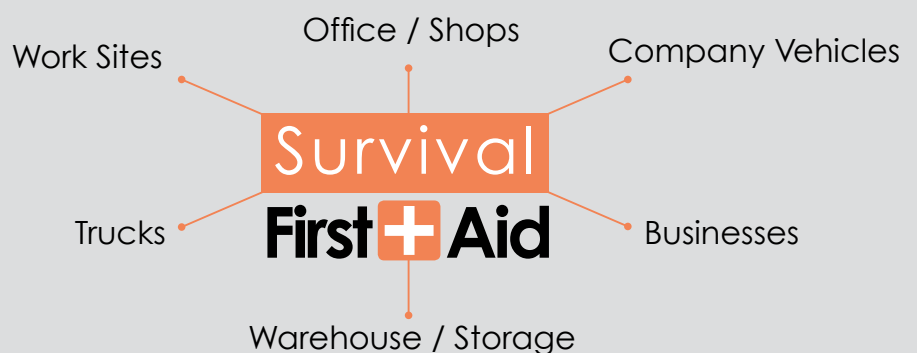 Office / Shops
Work Sites
Company Vehicles
Survival
First Aid
Trucks
Businesses
Warehouse / Storage